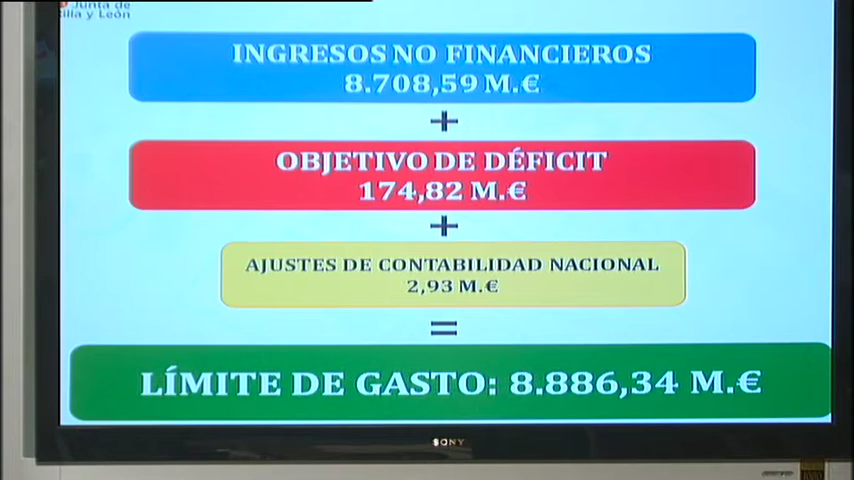 Junta de
illa y León
INGRESOS NO FINANCIEROS
8.708,59 M.€
+
OBJETIVO DE DÉFICIT
174,82 M.€
+
AJUSTES DE CONTABILIDAD NACIONAL
2,93 M.€
=
LÍMITE DE GASTO: 8.886,34 M.€
SONY